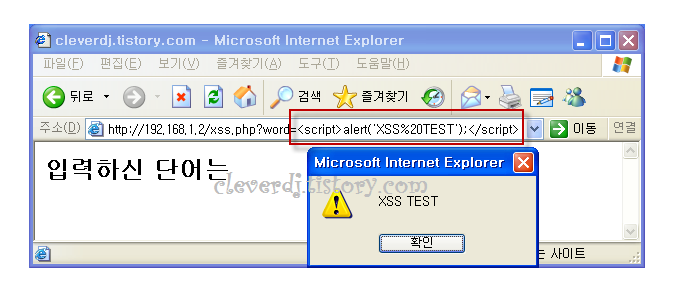 cleverdj.tistory.com - Microsoft Internet Explorer
파일(F) 편집(E) 보기(V) 즐겨찾기(A) 도구(T) 도움말(H)
뒤로 검색 즐겨찾기
주소(D) http://192.168.1.2/xss.php?word=<script>alert('XSS%20TEST');</script> 이동 연결
입력하신 단어는
cleverdj.tistory.com
Microsoft Internet Explorer
XSS TEST
확인
사이트